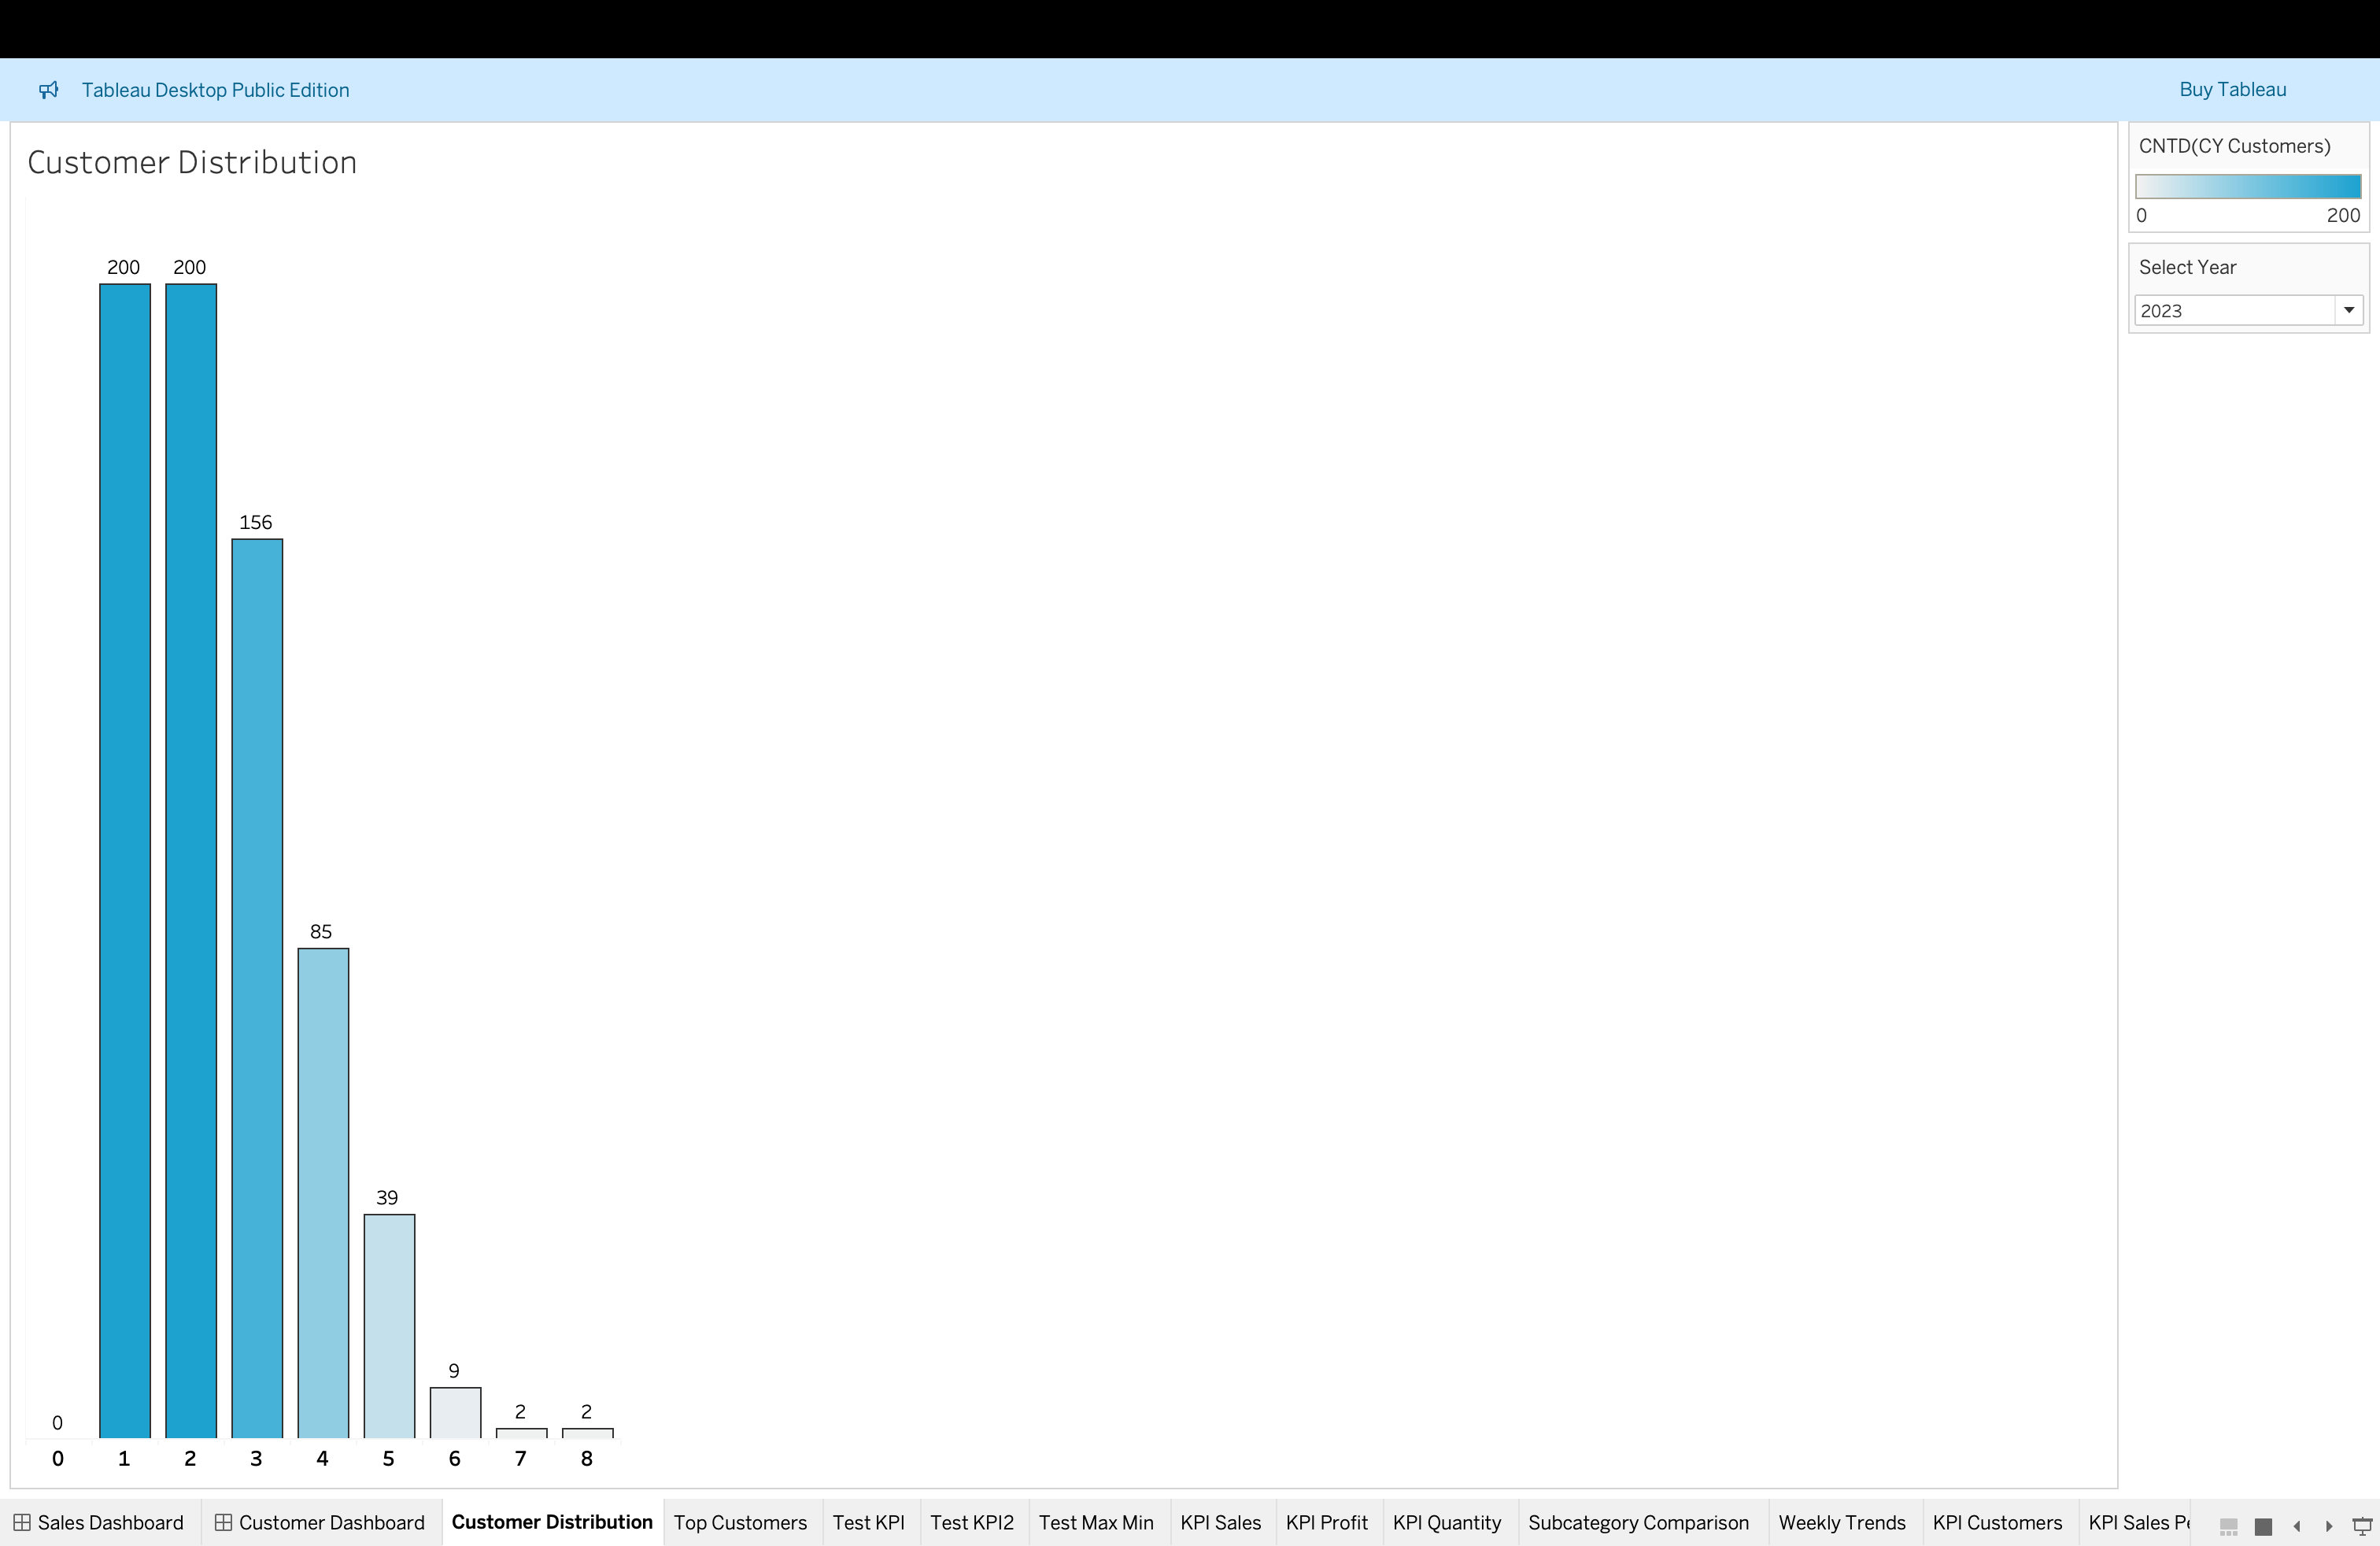 Tableau Desktop Public Edition
Buy Tableau
Customer Distribution
CNTD(CY Customers)
0 200
Select Year
2023
200 200
156
85
39
9
2 2
0
0 1 2 3 4 5 6 7 8
Sales Dashboard Customer Dashboard Customer Distribution Top Customers Test KPI Test KPI2 Test Max Min KPI Sales KPI Profit KPI Quantity Subcategory Comparison Weekly Trends KPI Customers KPI Sales